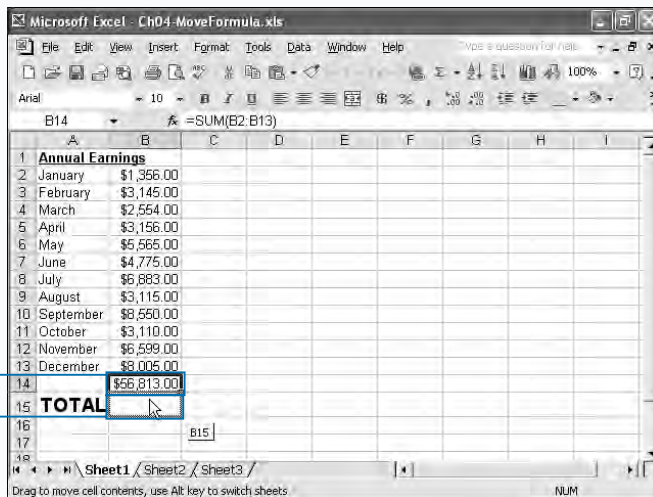 Microsoft Excel - Ch04-MoveFormula.xls
File Edit View Insert Format Tools Data Window Help Type a question for help
100%
Arial 10 B I U
B14 fx =SUM(B2:B13)
A B C D E F G H I
1 Annual Earnings
2 January $1,356.00
3 February $3,145.00
4 March $2,554.00
5 April $3,156.00
6 May $5,565.00
7 June $4,775.00
8 July $6,883.00
9 August $3,115.00
10 September $8,550.00
11 October $3,110.00
12 November $6,599.00
13 December $8,005.00
14 $56,813.00
15 TOTAL
16
B15
17
18
Sheet1 / Sheet2 / Sheet3 /
Drag to move cell contents, use Alt key to switch sheets NUM